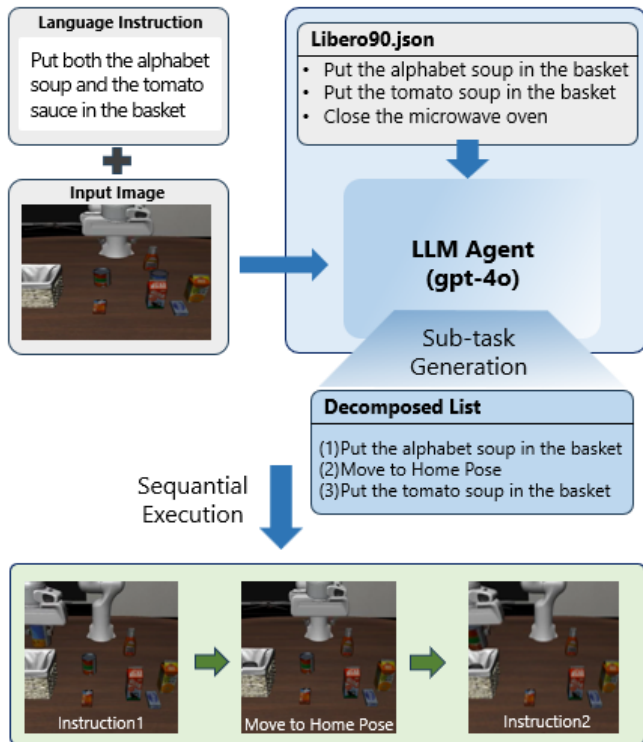 Language Instruction
Put both the alphabet
soup and the tomato
sauce in the basket
Input Image
Libero90.json
• Put the alphabet soup in the basket
• Put the tomato soup in the basket
• Close the microwave oven
LLM Agent
(gpt-4o)
Sub-task
Generation
Decomposed List
(1)Put the alphabet soup in the basket
(2)Move to Home Pose
(3)Put the tomato soup in the basket
Sequantial
Execution
Instruction1
Move to Home Pose
Instruction2